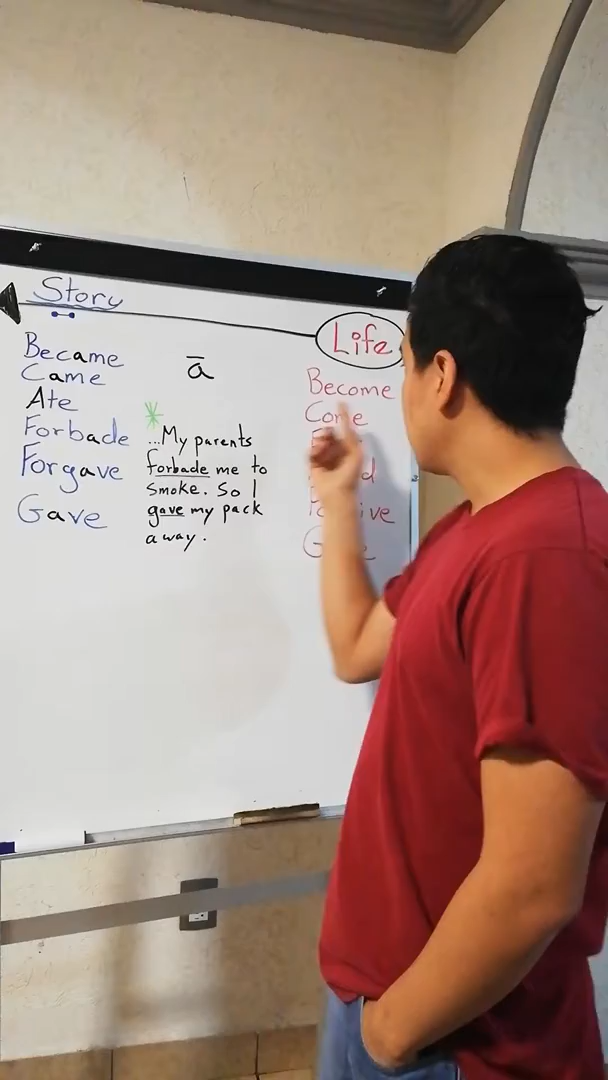 Story
Life
Became
Came
Ate
Forbade
Forgave
Gave
ā
...My parents
forbade me to
smoke. So I
gave my pack
away.
Become
Come